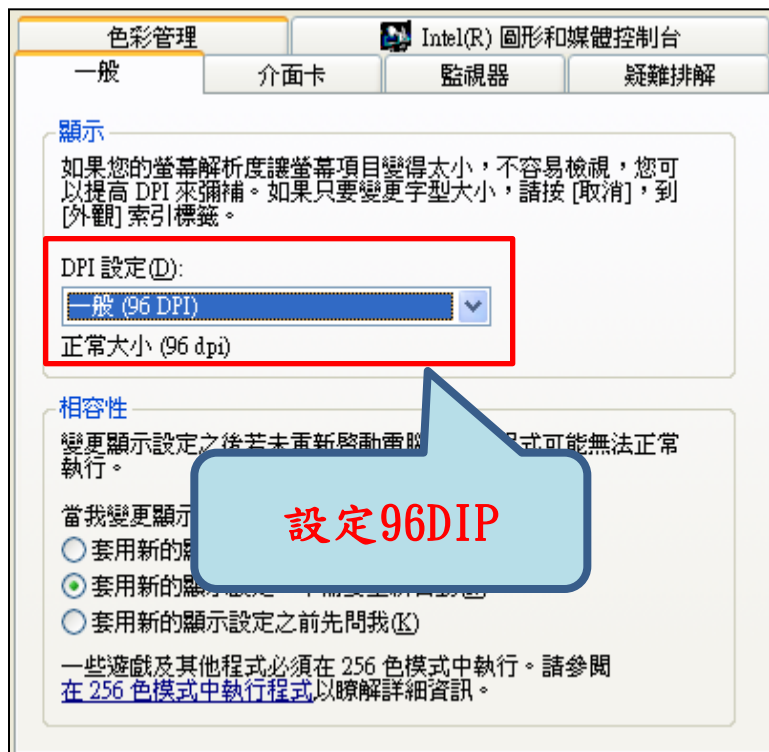 色彩管理
Intel(R) 圖形和媒體控制台
一般
介面卡
監視器
疑難排解
顯示
如果您的螢幕解析度讓螢幕項目變得太小，不容易檢視，您可
以提高 DPI 來彌補。如果只要變更字型大小，請按 [取消]，到
[外觀] 索引標籤。
DPI 設定(D):
一般 (96 DPI)
正常大小 (96 dpi)
相容性
變更顯示設定之後若未重新啟動電腦 程式可能無法正常
執行。
設定96DIP
當我變更顯示
套用新的顯
套用新的顯
套用新的顯示設定之前先問我(K)
一些遊戲及其他程式必須在 256 色模式中執行。請參閱
在 256 色模式中執行程式以瞭解詳細資訊。